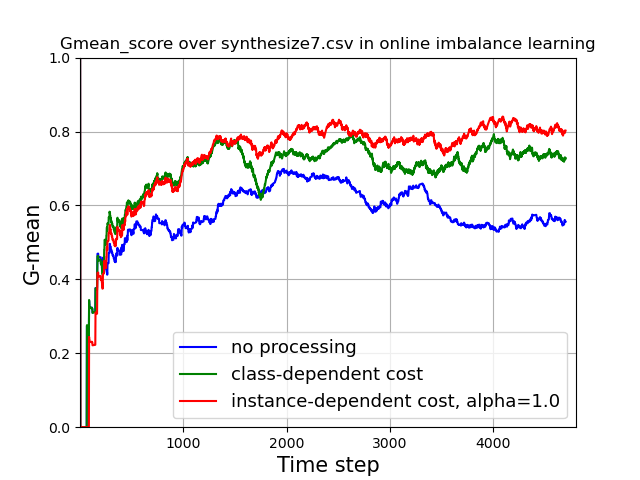 Gmean_score over synthesize7.csv in online imbalance learning
1.0
0.8
0.6
0.4
0.2
0.0
G-mean
no processing
class-dependent cost
instance-dependent cost, alpha=1.0
1000 2000 3000 4000
Time step